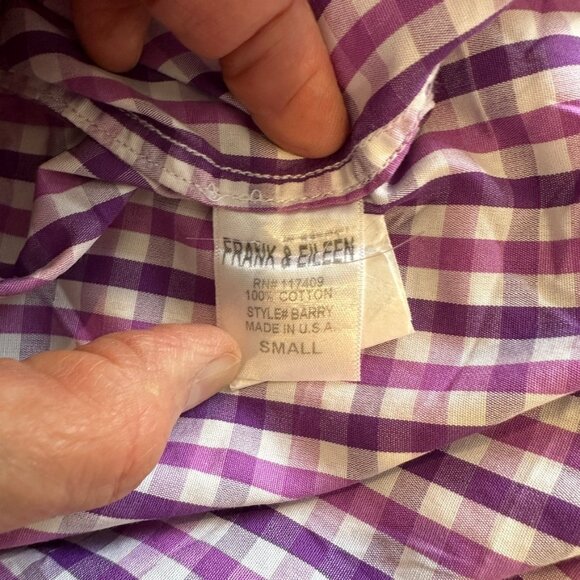 FRANK & EILEEN
RN# 117409
100% COTTON
STYLE# BARRY
MADE IN U.S.A.
SMALL